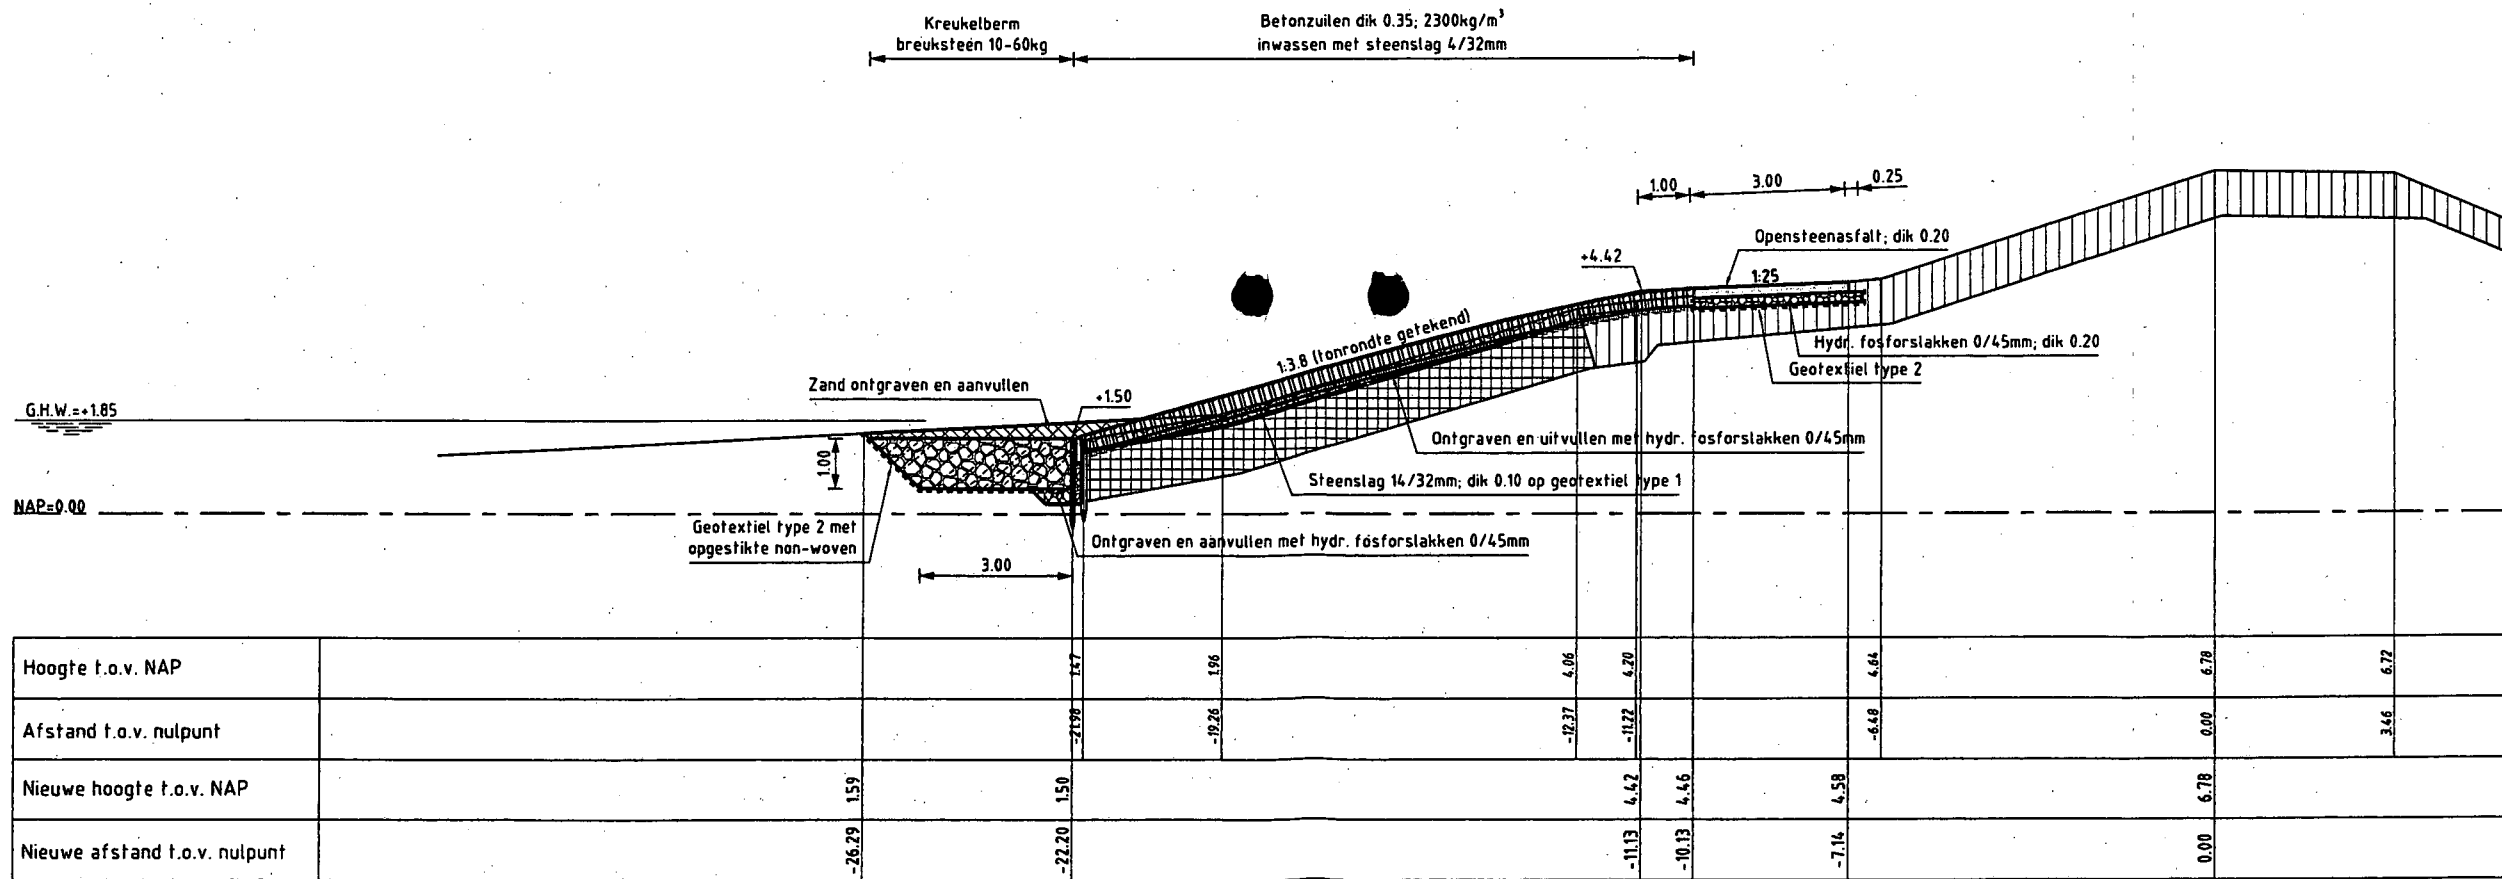 Kreukelberm
breuksteen 10-60kg
Betonzuilen dik 0.35; 2300kg/m³
inwassen met steenslag 4/32mm
1.00
3.00
0.25
Opensteenasfalt; dik 0.20
+4.42
1:25
1:3.8 (tonrondte getekend)
Hydr. fosforslakken 0/45mm; dik 0.20
Geotextiel type 2
Zand ontgraven en aanvullen
+1.50
G.H.W.=+1.85
Ontgraven en uitvullen met hydr. fosforslakken 0/45mm
1.00
Steenslag 14/32mm; dik 0.10 op geotextiel type 1
NAP=0.00
Geotextiel type 2 met
opgestikte non-woven
Ontgraven en aanvullen met hydr. fosforslakken 0/45mm
3.00
Hoogte t.o.v. NAP 1.47 1.96 4.06 4.20 4.64 6.78 6.72
Afstand t.o.v. nulpunt -21.98 -19.26 -12.37 -11.22 -6.48 0.00 3.46
Nieuwe hoogte t.o.v. NAP 1.59 1.50 4.42 4.46 4.58 6.78
Nieuwe afstand t.o.v. nulpunt -26.29 -22.20 -11.13 -10.13 -7.14 0.00